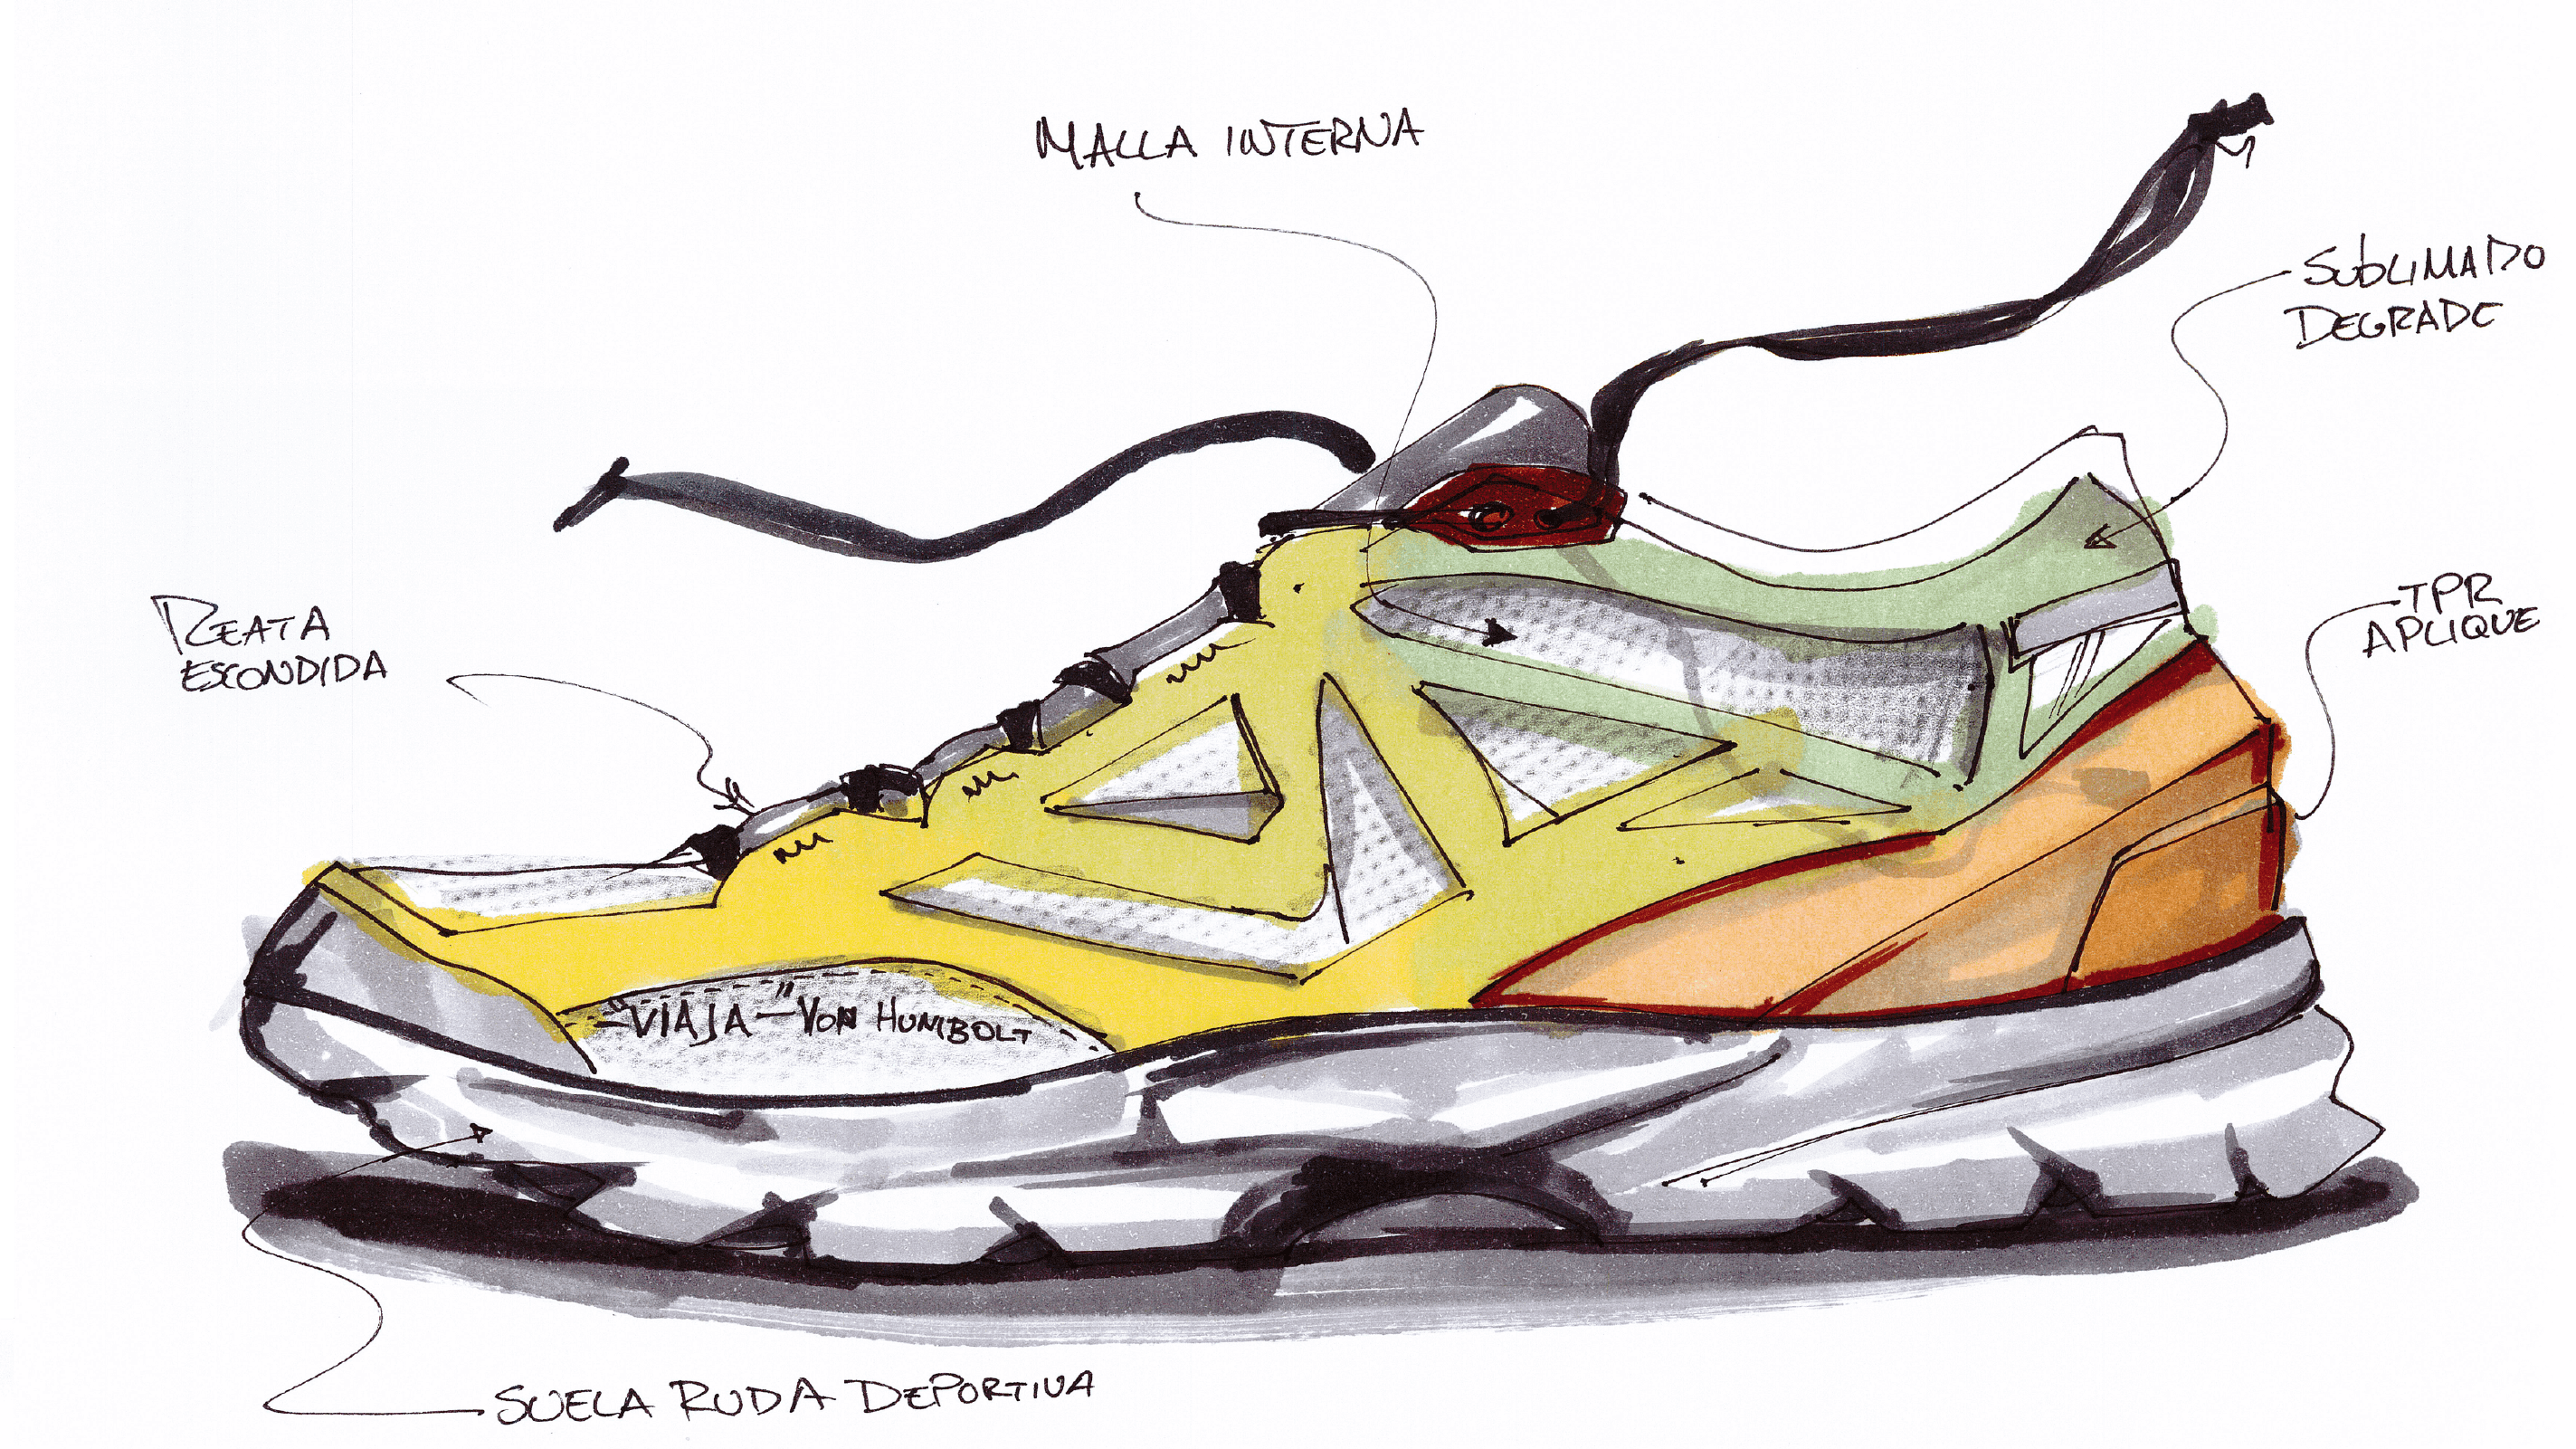 MALLA INTERNA
SUBLIMADO
DEGRADE
REATA
ESCONDIDA
TPR
APLIQUE
-"VIAJA-" VON HUMBOLT
SUELA RUDA DEPORTIVA